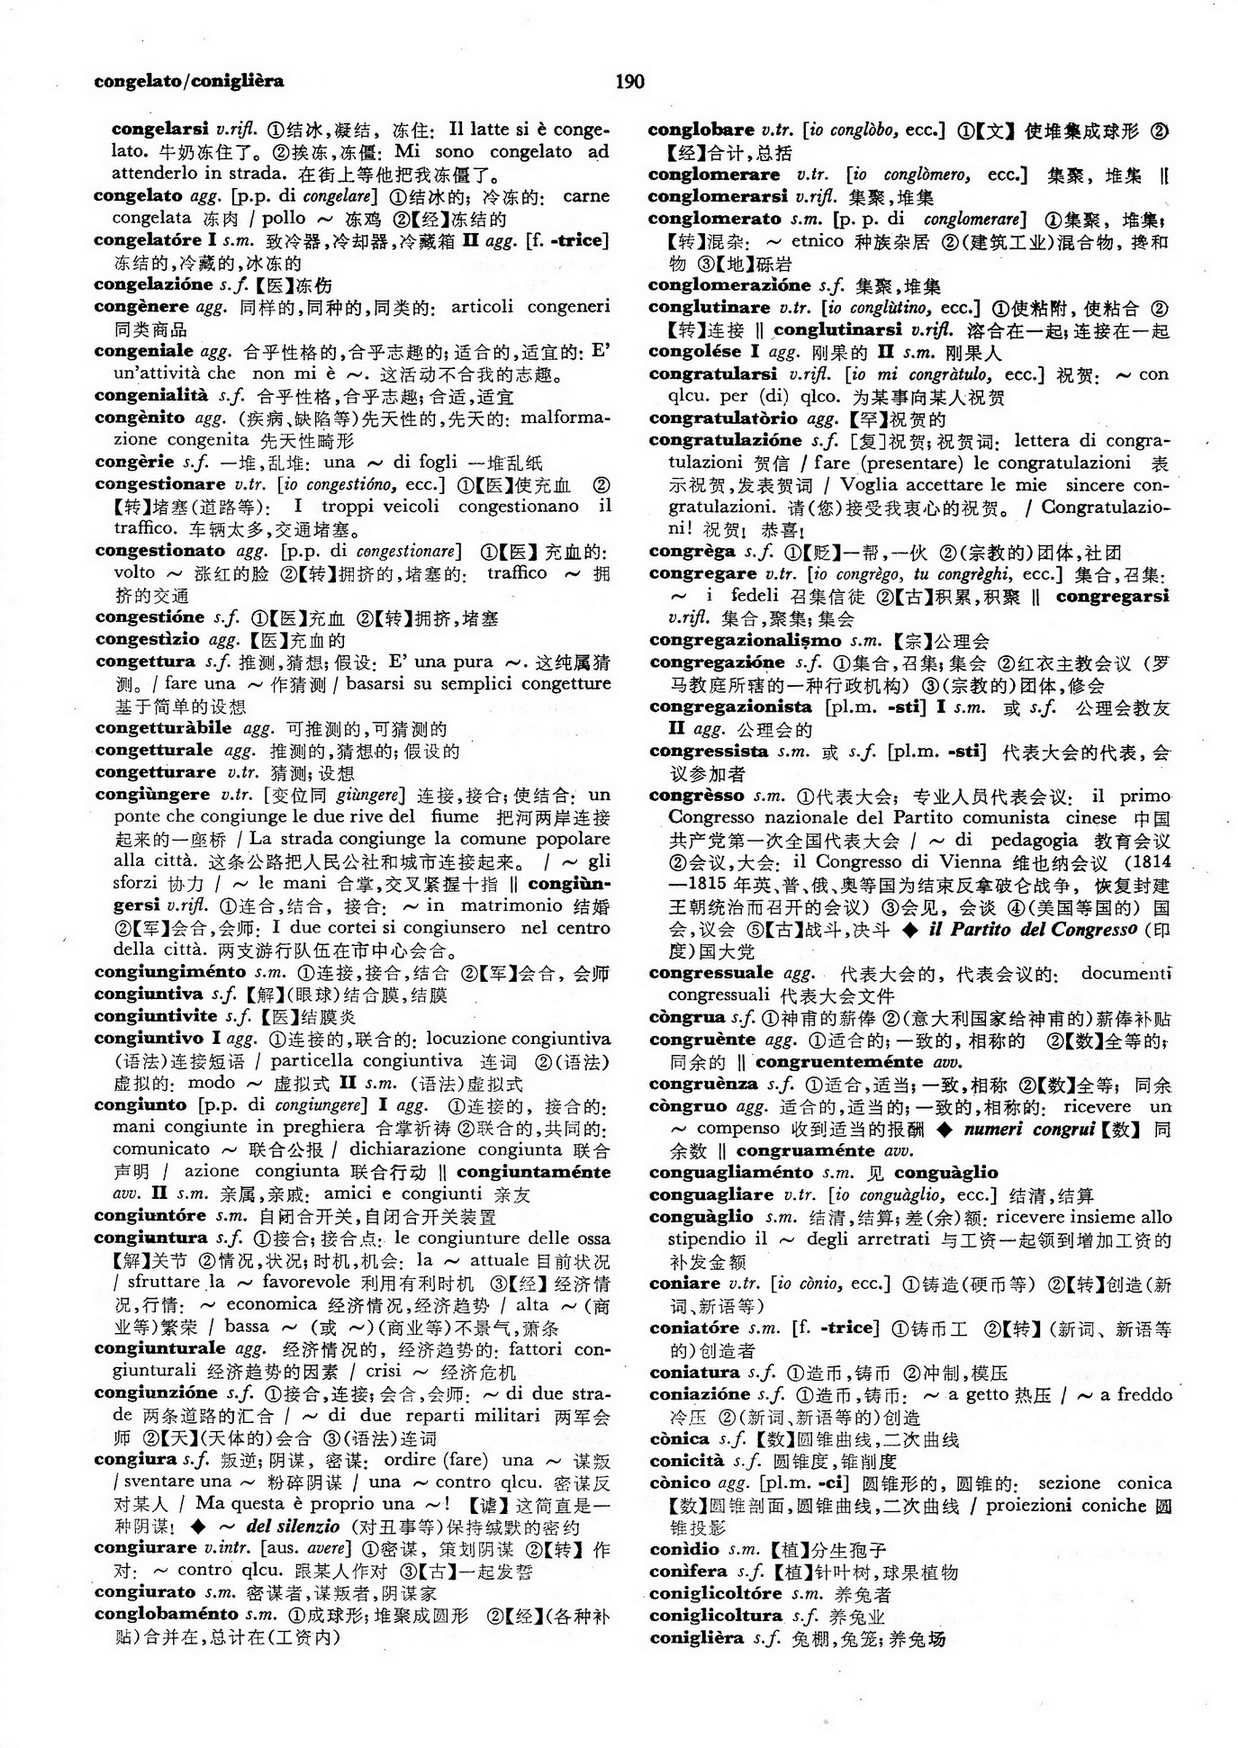 congelato/coniglièra
190
congelarsi v.rifl. ①结冰,凝结, 冻住: Il latte si è conge-
lato. 牛奶冻住了。②挨冻,冻僵: Mi sono congelato ad
attenderlo in strada. 在街上等他把我冻僵了。
congelato agg. [p.p. di congelare] ①结冰的; 冷冻的: carne
congelata 冻肉 / pollo ～ 冻鸡 ②【经】冻结的
congelatóre I s.m. 致冷器,冷却器,冷藏箱 II agg. [f. -trice]
冻结的,冷藏的,冰冻的
congelazióne s.f.【医】冻伤
congènere agg. 同样的,同种的,同类的: articoli congeneri
同类商品
congeniale agg. 合乎性格的,合乎志趣的;适合的,适宜的: E'
un'attività che non mi è ～. 这活动不合我的志趣。
congenialità s.f. 合乎性格,合乎志趣;合适,适宜
congènito agg. (疾病、缺陷等)先天性的,先天的: malforma-
zione congenita 先天性畸形
congèrie s.f. 一堆,乱堆: una ～ di fogli 一堆乱纸
congestionare v.tr. [io congestióno, ecc.] ①【医】使充血 ②
【转】堵塞(道路等): I troppi veicoli congestionano il
traffico. 车辆太多,交通堵塞。
congestionato agg. [p.p. di congestionare] ①【医】充血的:
volto ～ 涨红的脸 ②【转】拥挤的,堵塞的: traffico ～ 拥
挤的交通
congestióne s.f. ①【医】充血 ②【转】拥挤,堵塞
congestìzio agg. 【医】充血的
congettura s.f. 推测,猜想;假设: E' una pura ～. 这纯属猜
测。/ fare una ～ 作猜测 / basarsi su semplici congetture
基于简单的设想
congetturàbile agg. 可推测的,可猜测的
congetturale agg. 推测的,猜想的;假设的
congetturare v.tr. 猜测;设想
congiùngere v.tr. [变位同 giùngere] 连接,接合;使结合: un
ponte che congiunge le due rive del fiume 把河两岸连接
起来的一座桥 / La strada congiunge la comune popolare
alla città. 这条公路把人民公社和城市连接起来。 / ～ gli
sforzi 协力 / ～ le mani 合掌,交叉紧握十指 ‖ congiùn-
gersi v.rifl. ①连合,结合, 接合: ～ in matrimonio 结婚
②【军】会合,会师: I due cortei si congiunsero nel centro
della città. 两支游行队伍在市中心会合。
congiungiménto s.m. ①连接,接合,结合 ②【军】会合, 会师
congiuntiva s.f.【解】(眼球)结合膜,结膜
congiuntivite s.f.【医】结膜炎
congiuntivo I agg. ①连接的,联合的: locuzione congiuntiva
(语法)连接短语 / particella congiuntiva 连词 ②(语法)
虚拟的: modo ～ 虚拟式 II s.m. (语法)虚拟式
congiunto [p.p. di congiungere] I agg. ①连接的, 接合的:
mani congiunte in preghiera 合掌祈祷 ②联合的,共同的:
comunicato ～ 联合公报 / dichiarazione congiunta 联合
声明 / azione congiunta 联合行动 ‖ congiuntaménte
avv. II s.m. 亲属,亲戚: amici e congiunti 亲友
congiuntóre s.m. 自闭合开关,自闭合开关装置
congiuntura s.f. ①接合;接合点: le congiunture delle ossa
【解】关节 ②情况,状况;时机,机会: la ～ attuale 目前状况
/ sfruttare la ～ favorevole 利用有利时机 ③【经】经济情
况,行情: ～ economica 经济情况,经济趋势 / alta ～ (商
业等)繁荣 / bassa ～ (或 ～)(商业等)不景气,萧条
congiunturale agg. 经济情况的, 经济趋势的: fattori con-
giunturali 经济趋势的因素 / crisi ～ 经济危机
congiunzióne s.f. ①接合,连接;会合,会师: ～ di due stra-
de 两条道路的汇合 / ～ di due reparti militari 两军会
师 ②【天】(天体的)会合 ③(语法)连词
congiura s.f. 叛逆;阴谋, 密谋: ordire (fare) una ～ 谋叛
/ sventare una ～ 粉碎阴谋 / una ～ contro qlcu. 密谋反
对某人 / Ma questa è proprio una ～! 【谑】这简直是一
种阴谋! ◆ ～ del silenzio (对丑事等)保持缄默的密约
congiurare v.intr. [aus. avere] ①密谋, 策划阴谋 ②【转】作
对: ～ contro qlcu. 跟某人作对 ③【古】一起发誓
congiurato s.m. 密谋者,谋叛者,阴谋家
conglobaménto s.m. ①成球形;堆聚成圆形 ②【经】(各种补
贴)合并在,总计在(工资内)
conglobare v.tr. [io conglòbo, ecc.] ①【文】使堆集成球形 ②
【经】合计,总括
conglomerare v.tr. [io conglòmero, ecc.] 集聚, 堆集 ‖
conglomerarsi v.rifl. 集聚,堆集
conglomerato s.m. [p. p. di conglomerare] ①集聚, 堆集;
【转】混杂: ～ etnico 种族杂居 ②(建筑工业)混合物, 搀和
物 ③【地】砾岩
conglomerazióne s.f. 集聚,堆集
conglutinare v.tr. [io conglùtino, ecc.] ①使粘附, 使粘合 ②
【转】连接 ‖ conglutinarsi v.rifl. 溶合在一起;连接在一起
congolése I agg. 刚果的 II s.m. 刚果人
congratularsi v.rifl. [io mi congràtulo, ecc.] 祝贺: ～ con
qlcu. per (di) qlco. 为某事向某人祝贺
congratulatòrio agg. 【罕】祝贺的
congratulazióne s.f. [复]祝贺;祝贺词: lettera di congra-
tulazioni 贺信 / fare (presentare) le congratulazioni 表
示祝贺,发表贺词 / Voglia accettare le mie sincere con-
gratulazioni. 请(您)接受我衷心的祝贺。 / Congratulazio-
ni! 祝贺! 恭喜!
congrèga s.f. ①【贬】一帮,一伙 ②(宗教的)团体,社团
congregare v.tr. [io congrègo, tu congrèghi, ecc.] 集合,召集:
～ i fedeli 召集信徒 ②【古】积累,积聚 ‖ congregarsi
v.rifl. 集合,聚集;集会
congregazionalismo s.m. 【宗】公理会
congregazióne s.f. ①集合,召集;集会 ②红衣主教会议 (罗
马教庭所辖的一种行政机构) ③(宗教的)团体,修会
congregazionista [pl.m. -sti] I s.m. 或 s.f. 公理会教友
II agg. 公理会的
congressista s.m. 或 s.f. [pl.m. -sti] 代表大会的代表, 会
议参加者
congrèsso s.m. ①代表大会; 专业人员代表会议: il primo
Congresso nazionale del Partito comunista cinese 中国
共产党第一次全国代表大会 / ～ di pedagogia 教育会议
②会议,大会: il Congresso di Vienna 维也纳会议 (1814
—1815 年英、普、俄、奥等国为结束反拿破仑战争, 恢复封建
王朝统治而召开的会议) ③会见, 会谈 ④(美国等国的) 国
会,议会 ⑤【古】战斗,决斗 ◆ il Partito del Congresso (印
度)国大党
congressuale agg. 代表大会的, 代表会议的: documenti
congressuali 代表大会文件
còngrua s.f. ①神甫的薪俸 ②(意大利国家给神甫的)薪俸补贴
congruènte agg. ①适合的;一致的, 相称的 ②【数】全等的;
同余的 ‖ congruenteménte avv.
congruènza s.f. ①适合,适当;一致,相称 ②【数】全等; 同余
còngruo agg. 适合的,适当的;一致的,相称的: ricevere un
～ compenso 收到适当的报酬 ◆ numeri congrui【数】同
余数 ‖ congruaménte avv.
conguagliaménto s.m. 见 conguàglio
conguagliare v.tr. [io conguàglio, ecc.] 结清,结算
conguàglio s.m. 结清,结算;差(余)额: ricevere insieme allo
stipendio il ～ degli arretrati 与工资一起领到增加工资的
补发金额
coniare v.tr. [io cònio, ecc.] ①铸造(硬币等) ②【转】创造(新
词、新语等)
coniatóre s.m. [f. -trice] ①铸币工 ②【转】(新词、新语等
的)创造者
coniatura s.f. ①造币,铸币 ②冲制,模压
coniazióne s.f. ①造币,铸币: ～ a getto 热压 / ～ a freddo
冷压 ②(新词、新语等的)创造
cònica s.f.【数】圆锥曲线,二次曲线
conicità s.f. 圆锥度,锥削度
cònico agg. [pl.m. -ci] 圆锥形的, 圆锥的: sezione conica
【数】圆锥剖面,圆锥曲线,二次曲线 / proiezioni coniche 圆
锥投影
conìdio s.m. 【植】分生孢子
conìfera s.f.【植】针叶树,球果植物
coniglicoltóre s.m. 养兔者
coniglicoltura s.f. 养兔业
coniglièra s.f. 兔棚,兔笼;养兔场